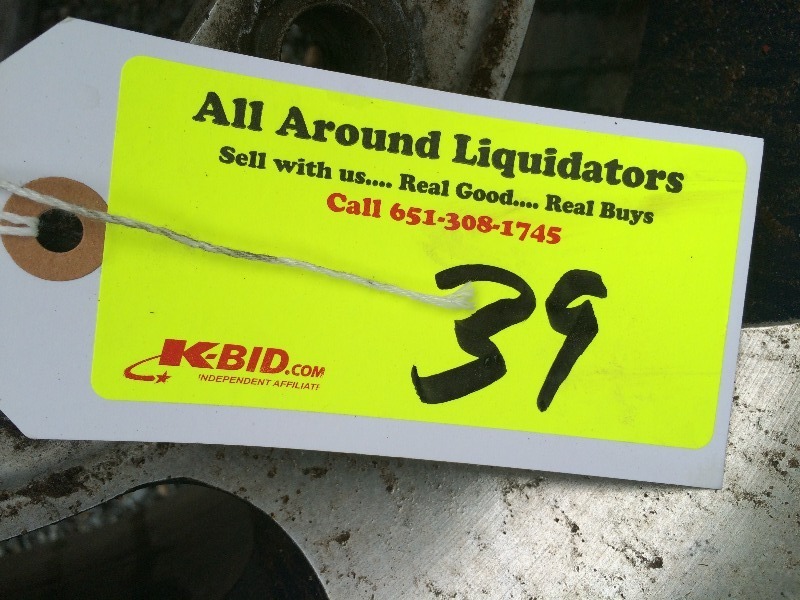 All Around Liquidators
Sell with us.... Real Good.... Real Buys
Call 651-308-1745
39
K-BID.COM
INDEPENDENT AFFILIATE